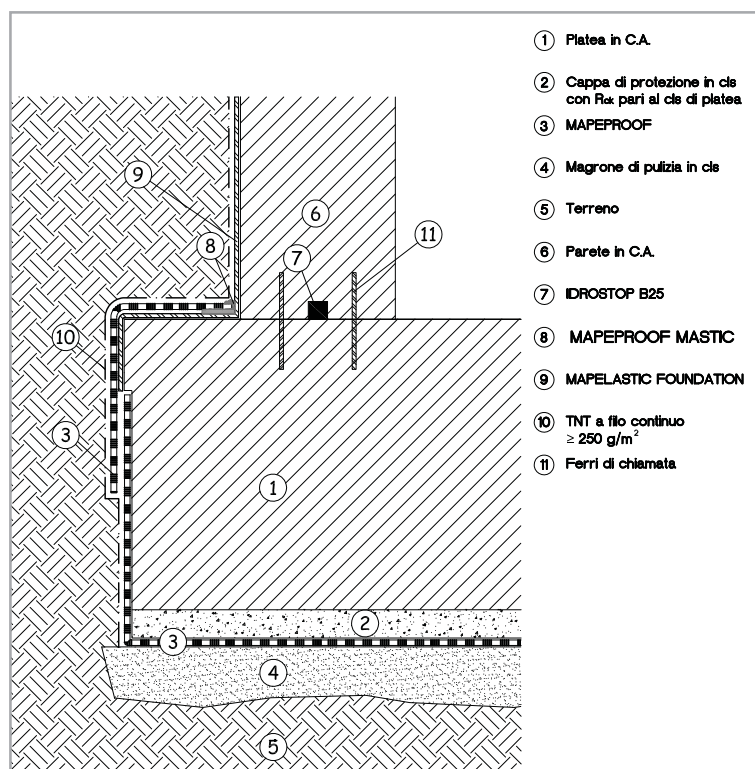 1 Platea in C.A.
2 Cappa di protezione in cls
con Rck pari al cls di platea
3 MAPEPROOF
4 Magrone di pulizia in cls
5 Terreno
6 Parete in C.A.
7 IDROSTOP B25
8 MAPEPROOF MASTIC
9 MAPELASTIC FOUNDATION
10 TNT a filo continuo
≥ 250 g/m²
11 Ferri di chiamata
9
6
11
8
7
10
3
1
2
3
4
5